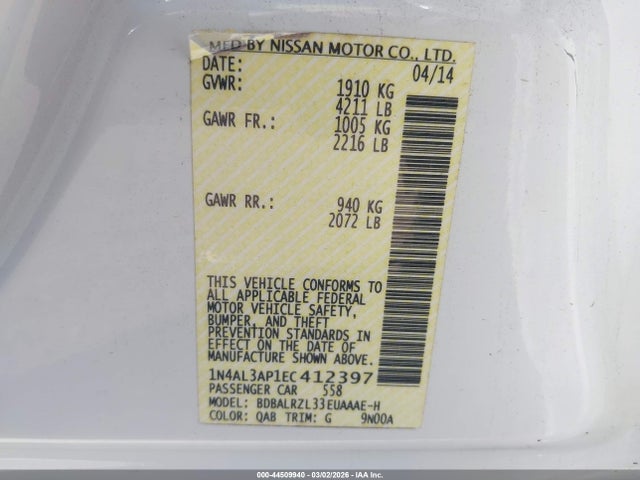 MFD BY NISSAN MOTOR CO., LTD.
DATE: 04/14
GVWR: 1910 KG
4211 LB
GAWR FR.: 1005 KG
2216 LB
GAWR RR.: 940 KG
2072 LB
THIS VEHICLE CONFORMS TO
ALL APPLICABLE FEDERAL
MOTOR VEHICLE SAFETY,
BUMPER, AND THEFT
PREVENTION STANDARDS IN
EFFECT ON THE DATE OF
MANUFACTURE SHOWN ABOVE.
1N4AL3AP1EC412397
PASSENGER CAR 558
MODEL: BDBALRZL33EUAAAE-H
COLOR: QAB TRIM: G 9N00A
000-44509940 - 03/02/2026 - IAA Inc.